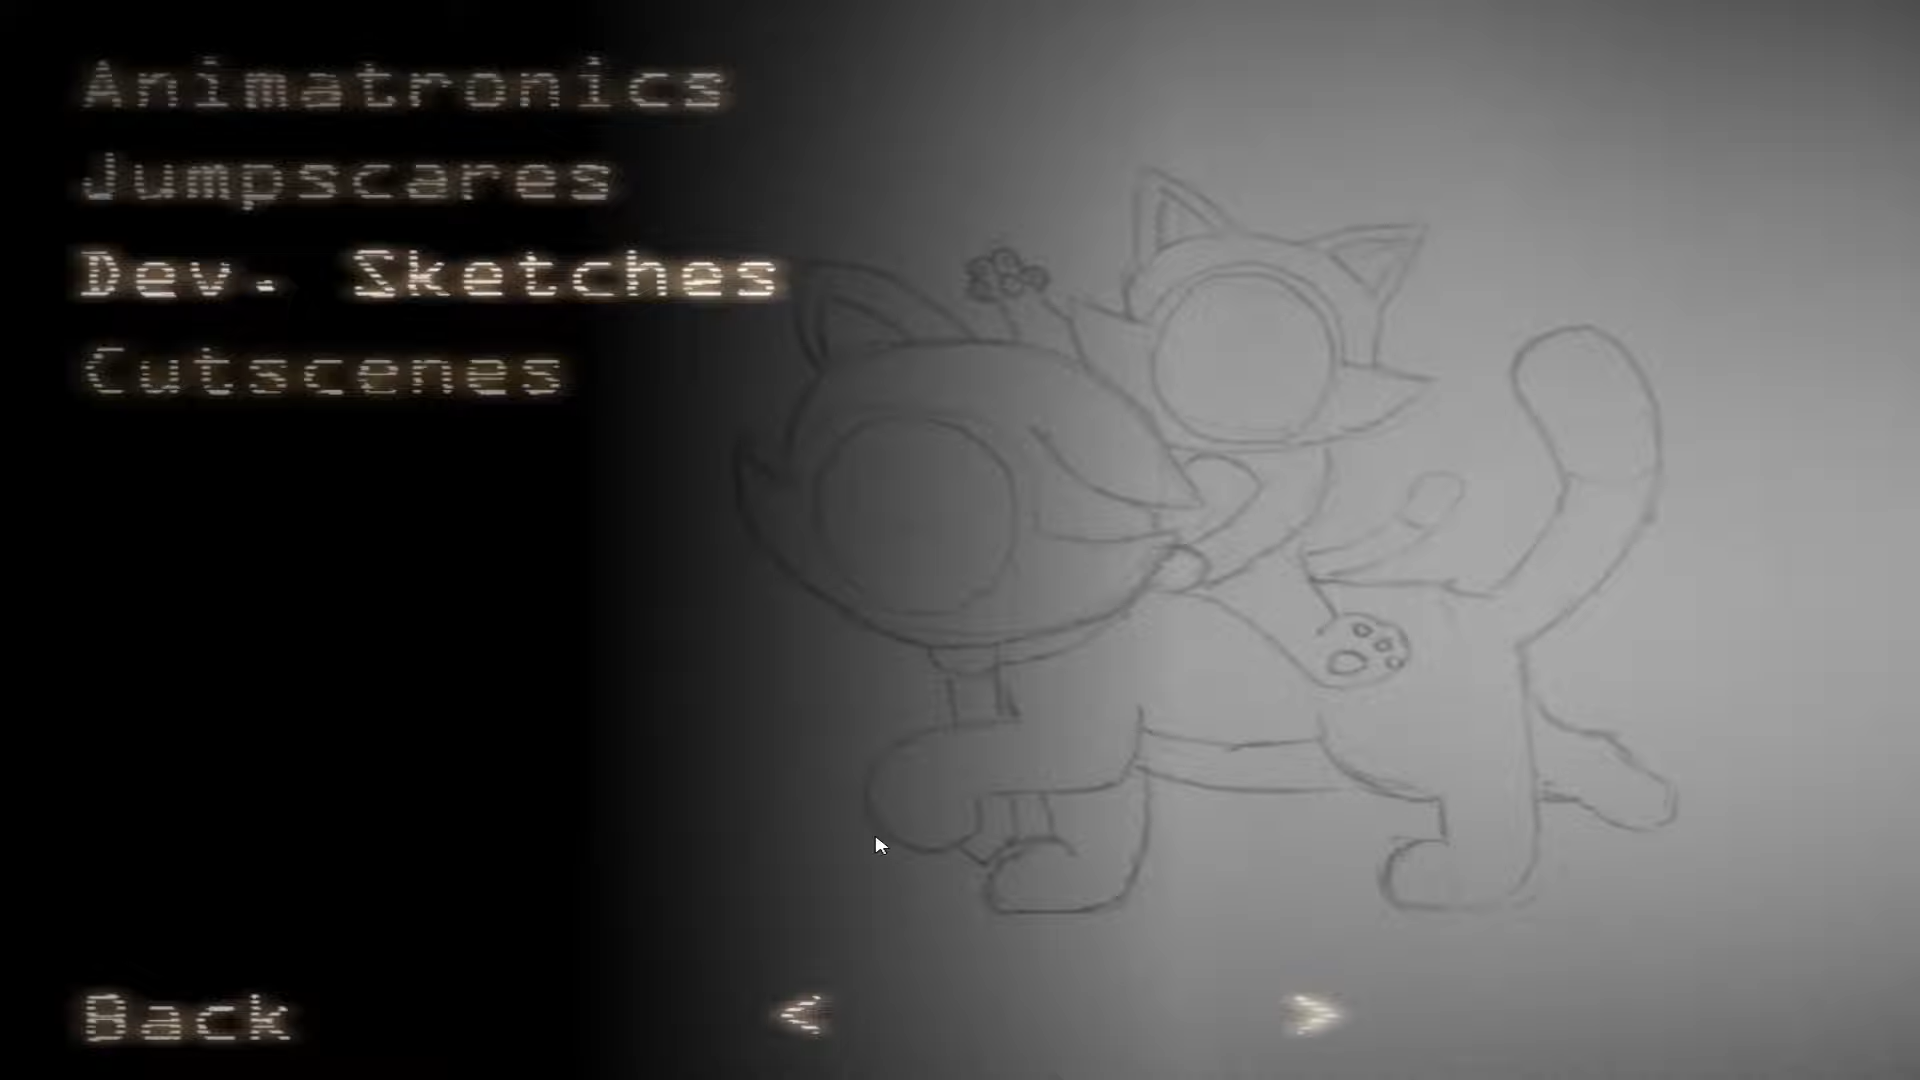 Animatronics
Jumpscares
Dev. Sketches
Cutscenes
Back
< >